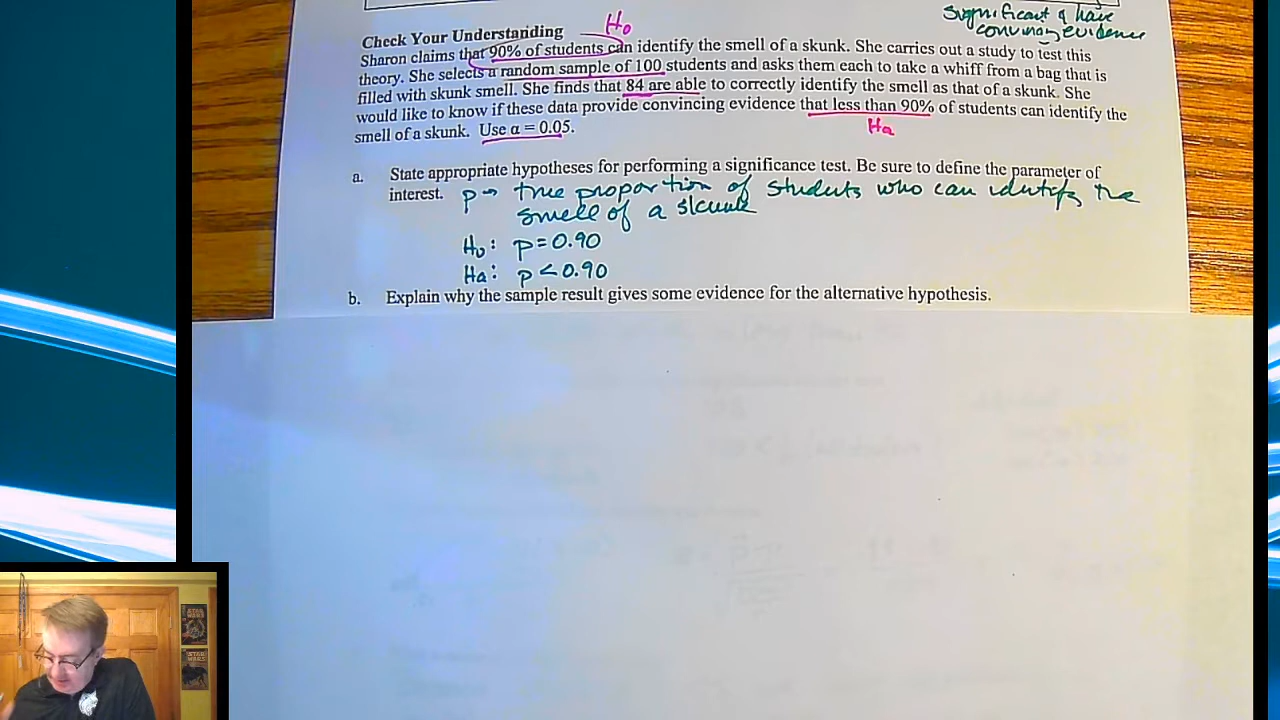 significant & have
convincing evidence
H₀
Check Your Understanding
Sharon claims that 90% of students can identify the smell of a skunk. She carries out a study to test this
theory. She selects a random sample of 100 students and asks them each to take a whiff from a bag that is
filled with skunk smell. She finds that 84 are able to correctly identify the smell as that of a skunk. She
would like to know if these data provide convincing evidence that less than 90% of students can identify the
smell of a skunk. Use α = 0.05.
Ha
a. State appropriate hypotheses for performing a significance test. Be sure to define the parameter of
interest. p → the proportion of students who can identify the
smell of a skunk
H₀: p = 0.90
Ha: p < 0.90
b. Explain why the sample result gives some evidence for the alternative hypothesis.
STAR WARS
STAR WARS